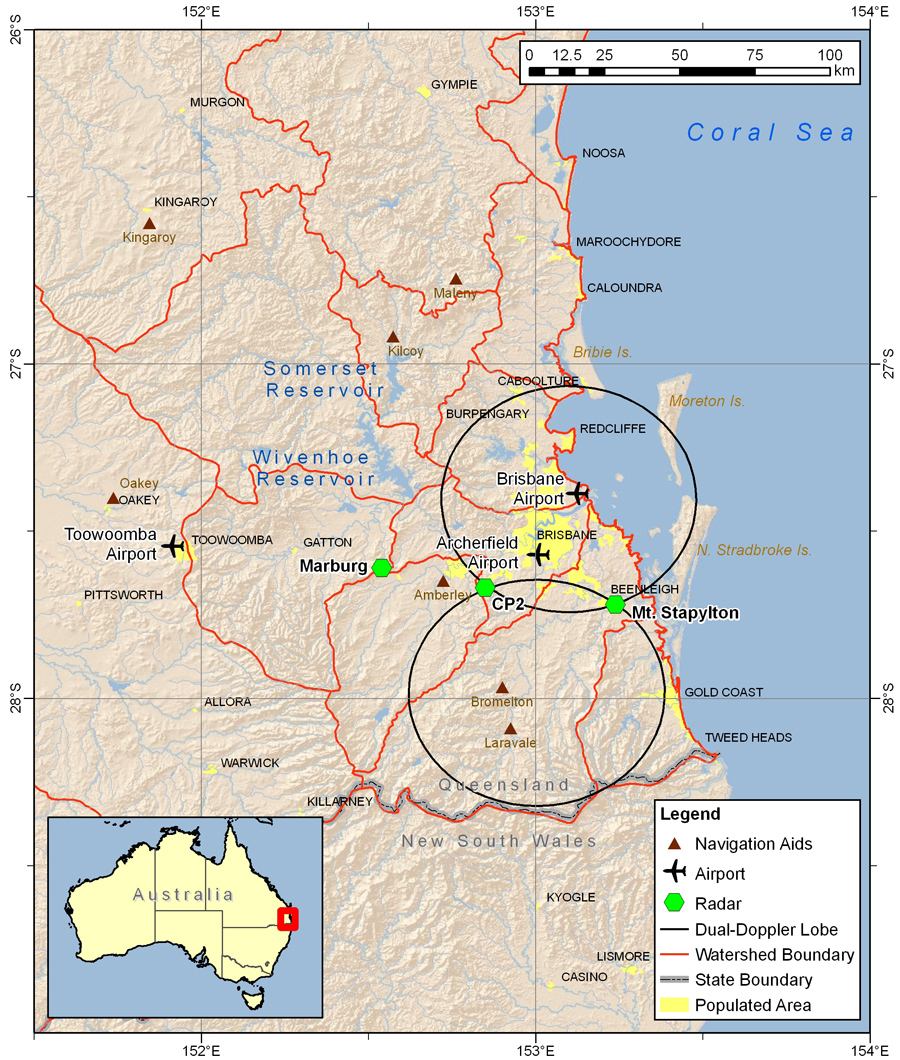 152°E 153°E 154°E
26°S
0 12.5 25 50 75 100
km
GYMPIE
MURGON
Coral Sea
NOOSA
KINGAROY
Kingaroy
MAROOCHYDORE
Maleny
CALOUNDRA
Kilcoy
Bribie Is.
27°S 27°S
Somerset
Reservoir
CABOOLTURE
Moreton Is.
BURPENGARY
REDCLIFFE
Wivenhoe
Reservoir
Brisbane
Airport
Oakey
OAKEY
Toowoomba
Airport
TOOWOOMBA
GATTON
Archerfield
Airport
BRISBANE
N. Stradbroke Is.
Marburg
Amberley
BEENLEIGH
PITTSWORTH
CP2
Mt. Stapylton
28°S 28°S
ALLORA
Bromelton
GOLD COAST
Laravale
TWEED HEADS
WARWICK
Queensland
KILLARNEY
New South Wales
KYOGLE
LISMORE
CASINO
Australia
Legend
Navigation Aids
Airport
Radar
Dual-Doppler Lobe
Watershed Boundary
State Boundary
Populated Area
152°E 153°E 154°E